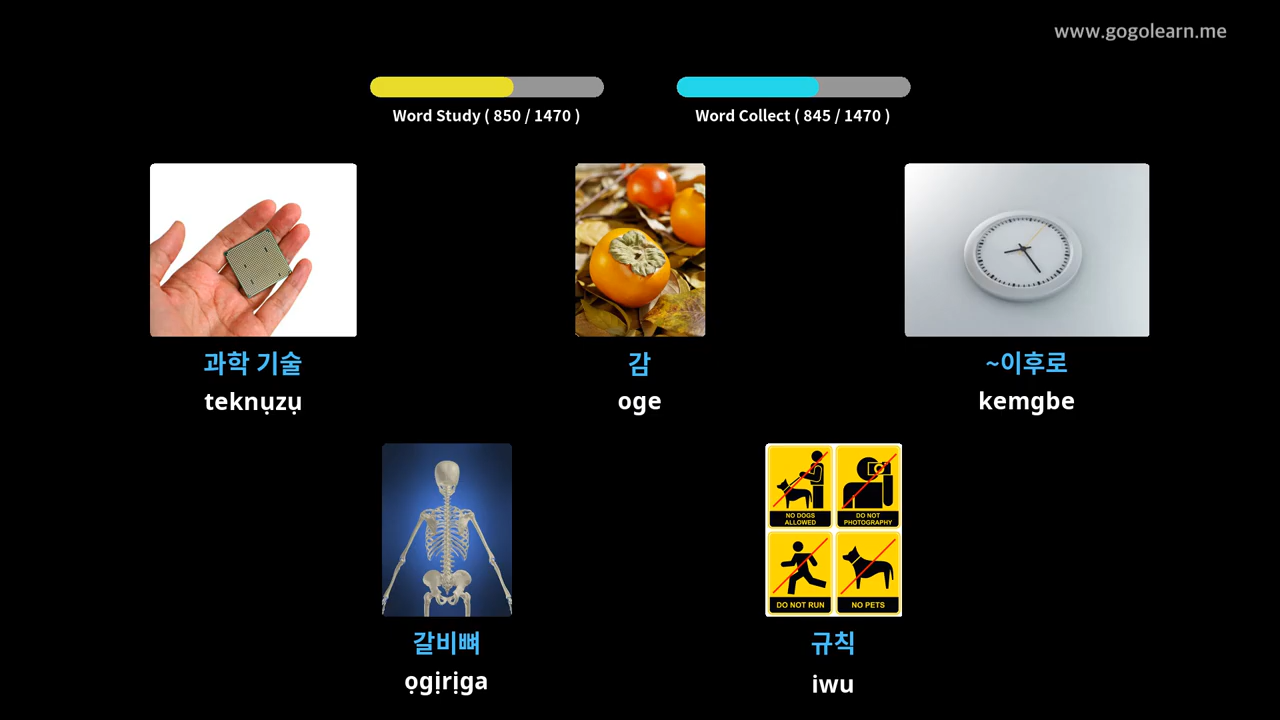 www.gogolearn.me
Word Study ( 850 / 1470 )
Word Collect ( 845 / 1470 )
과학 기술
teknụzụ
감
oge
~이후로
kemgbe
NO DOGS
ALLOWED
DO NOT
PHOTOGRAPHY
DO NOT RUN
NO PETS
갈비뼈
ọgịrịga
규칙
iwu